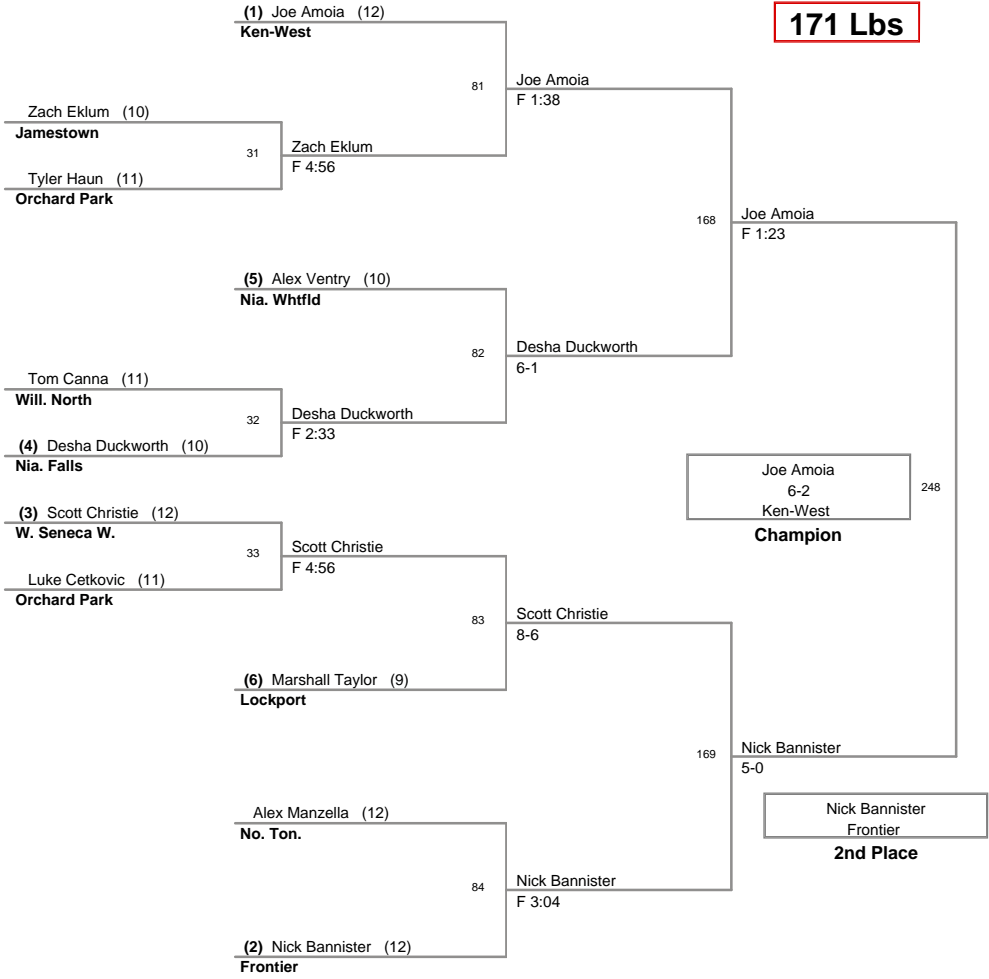 (1) Joe Amoia (12)
Ken-West
171 Lbs
81
Joe Amoia
F 1:38
Zach Eklum (10)
Jamestown
31
Zach Eklum
F 4:56
Tyler Haun (11)
Orchard Park
168
Joe Amoia
F 1:23
(5) Alex Ventry (10)
Nia. Whtfld
82
Desha Duckworth
6-1
Tom Canna (11)
Will. North
32
Desha Duckworth
F 2:33
(4) Desha Duckworth (10)
Nia. Falls
Joe Amoia
6-2
Ken-West
Champion
248
(3) Scott Christie (12)
W. Seneca W.
33
Scott Christie
F 4:56
Luke Cetkovic (11)
Orchard Park
83
Scott Christie
8-6
(6) Marshall Taylor (9)
Lockport
169
Nick Bannister
5-0
Nick Bannister
Frontier
2nd Place
Alex Manzella (12)
No. Ton.
84
Nick Bannister
F 3:04
(2) Nick Bannister (12)
Frontier